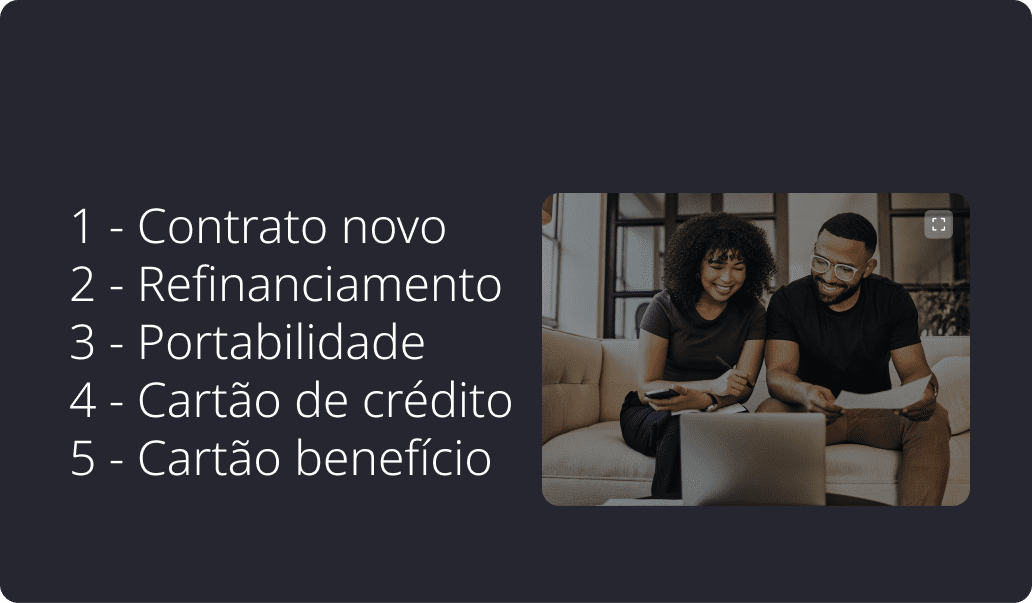 1 - Contrato novo
2 - Refinanciamento
3 - Portabilidade
4 - Cartão de crédito
5 - Cartão benefício